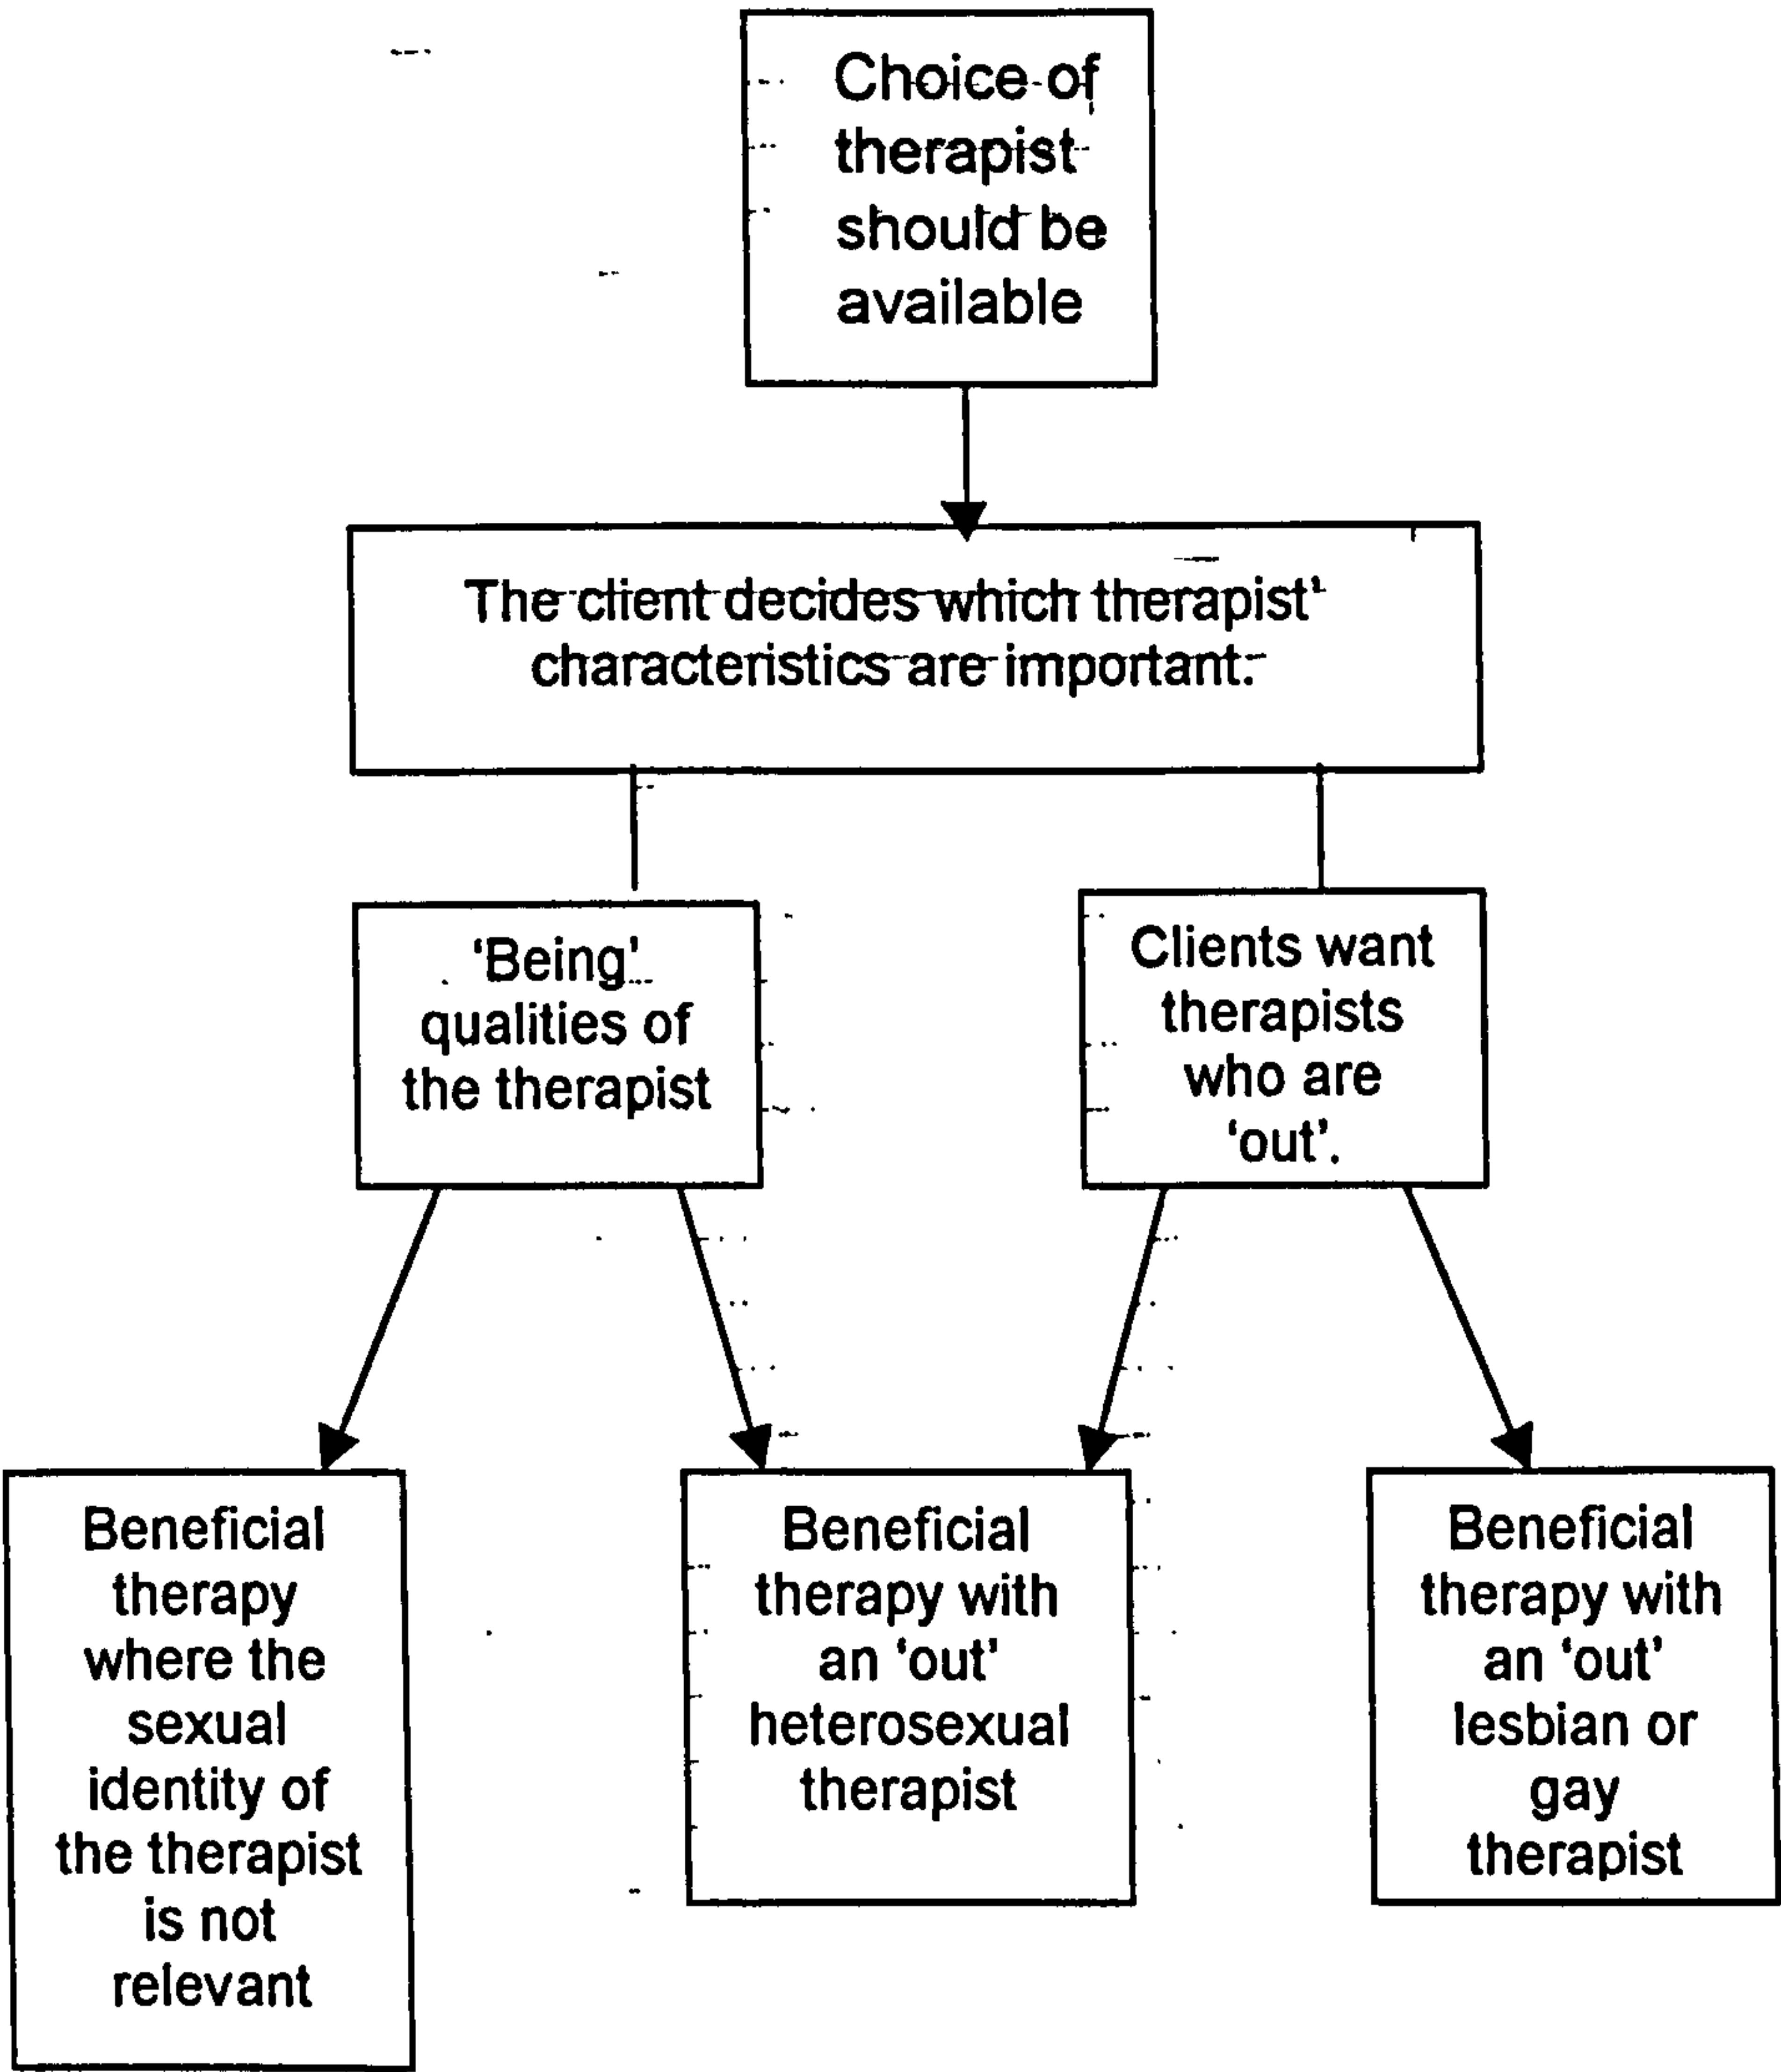 Choice of
therapist
should be
available
The client decides which therapist'
characteristics are important.
'Being'
qualities of
the therapist
Clients want
therapists
who are
'out'.
Beneficial
therapy
where the
sexual
identity of
the therapist
is not
relevant
Beneficial
therapy with
an 'out'
heterosexual
therapist
Beneficial
therapy with
an 'out'
lesbian or
gay
therapist